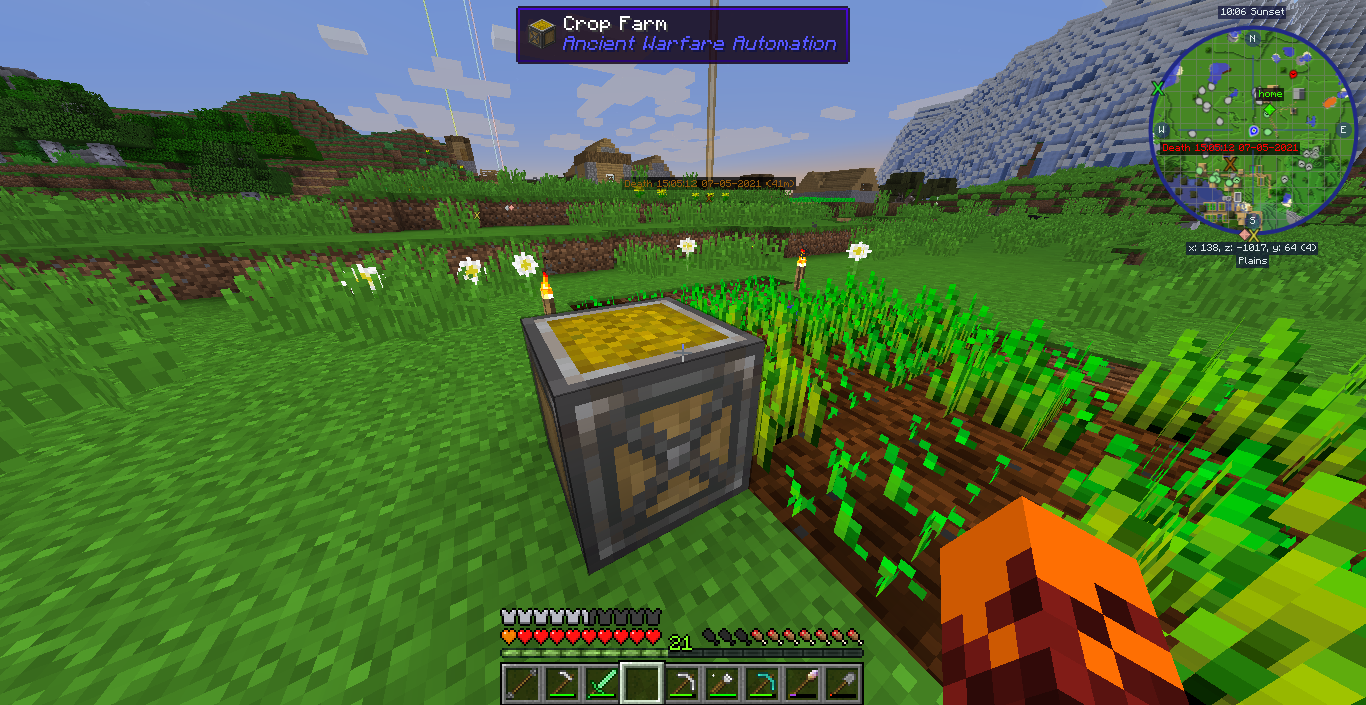 Crop Farm
Ancient Warfare Automation
10:06 Sunset
N
home
W
E
Death 15:05:12 07-05-2021
S
x: 138, z: -1017, y: 64 (4)
Plains
Death 15:05:12 07-05-2021 (41m)
X
X
X
X
21